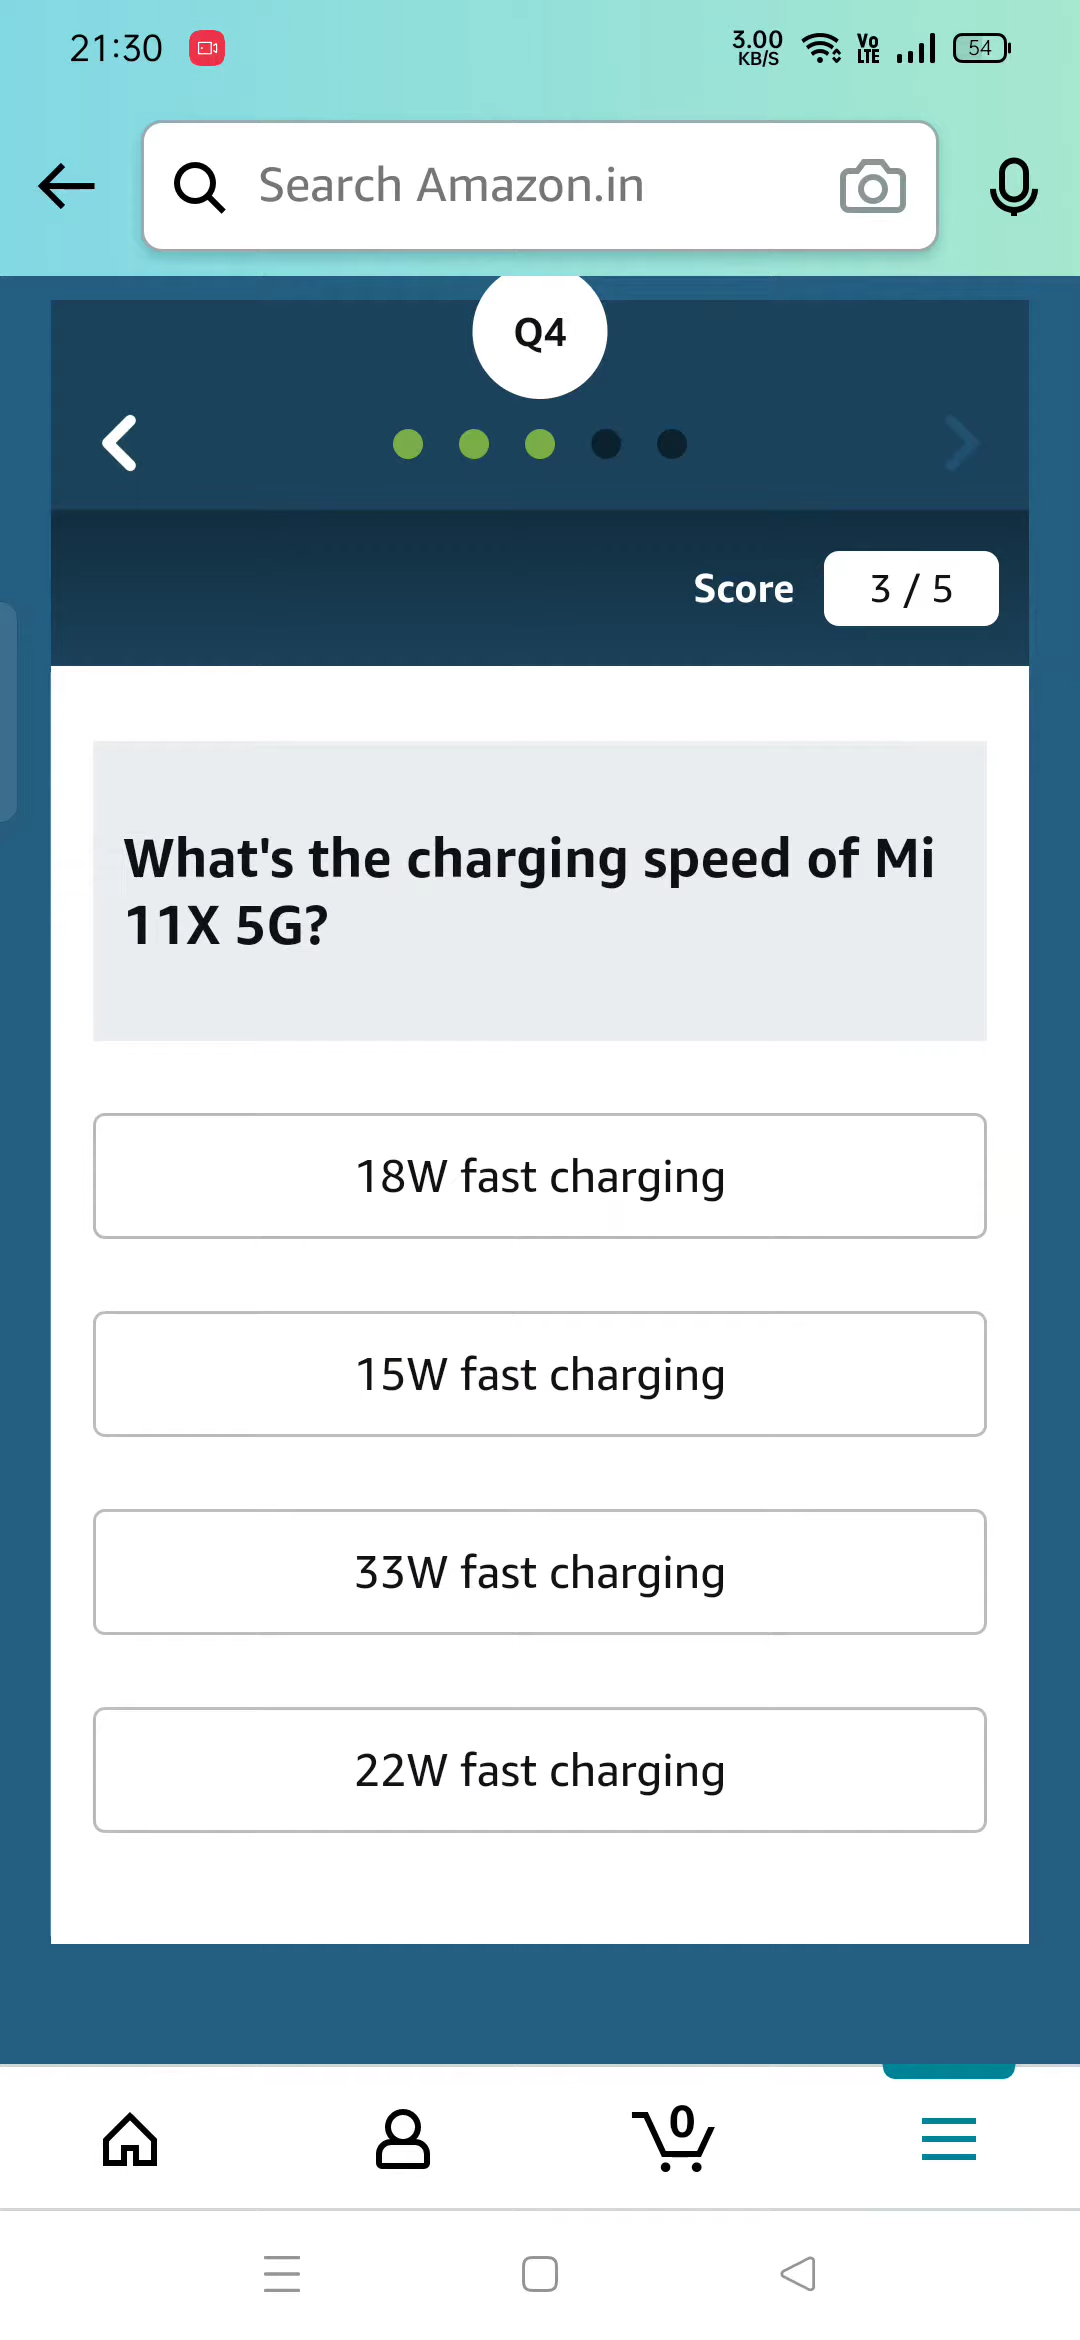 21:30
3.00
KB/S
Vo
LTE
54
Search Amazon.in
Q4
Score
3 / 5
What's the charging speed of Mi
11X 5G?
18W fast charging
15W fast charging
33W fast charging
22W fast charging
0